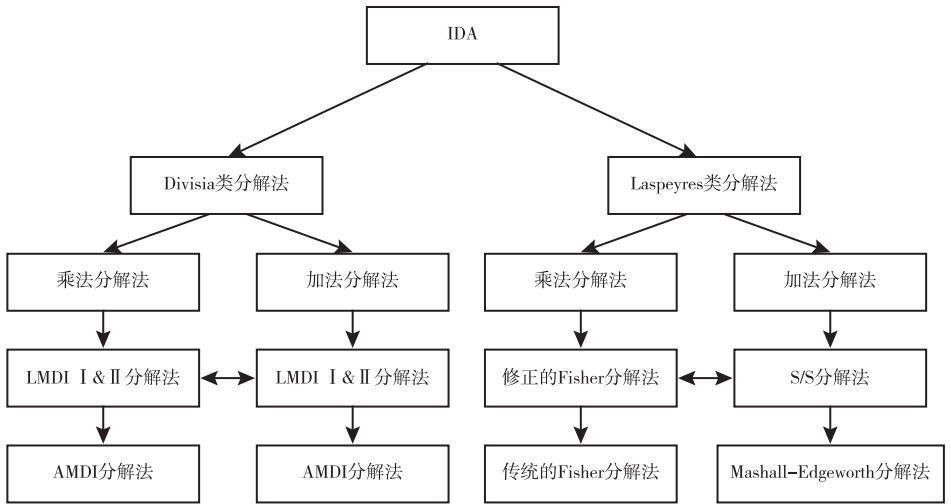 IDA
Divisia类分解法
Laspeyres类分解法
乘法分解法
加法分解法
乘法分解法
加法分解法
LMDI Ⅰ&Ⅱ分解法
LMDI Ⅰ&Ⅱ分解法
修正的Fisher分解法
S/S分解法
AMDI分解法
AMDI分解法
传统的Fisher分解法
Mashall-Edgeworth分解法